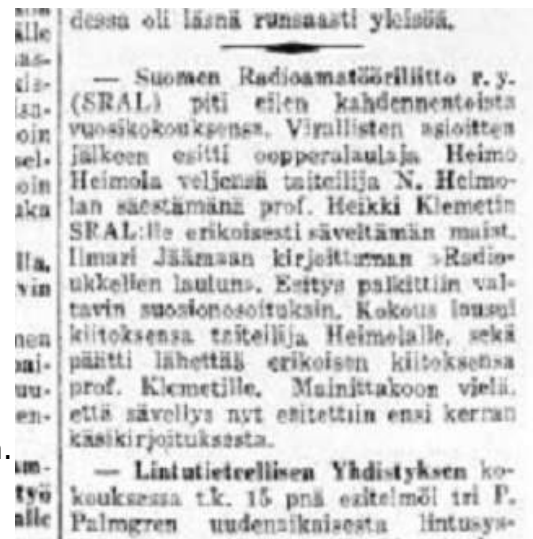 dessa oli läsnä runsaasti yleisöä.
— Suomen Radioamatööriliitto r. y.
(SRAL) piti eilen kahdennentoista
vuosikokouksensa. Virallisten asioitten
jälkeen esitti oopperalaulaja Heimo
Heimola veljensä taiteilija N. Heimo-
lan säestämänä prof. Heikki Klemetin
SRAL:lle erikoisesti säveltämän maist.
Ilmari Jäämaan kirjoittaman »Radio-
ukkelien laulun». Esitys palkittiin val-
tavin suosionosoituksin. Kokous lausui
kiitoksensa taiteilija Heimolalle, sekä
päätti lähettää erikoisen kiitoksensa
prof. Klemetille. Mainittakoon vielä,
että sävellys nyt esitettiin ensi kerran
käsikirjoituksesta.
— Lintutieteellisen Yhdistyksen ko-
kouksessa t.k. 15 pnä esitelmöi tri P.
Palmgren uudenaikaisesta lintusys-